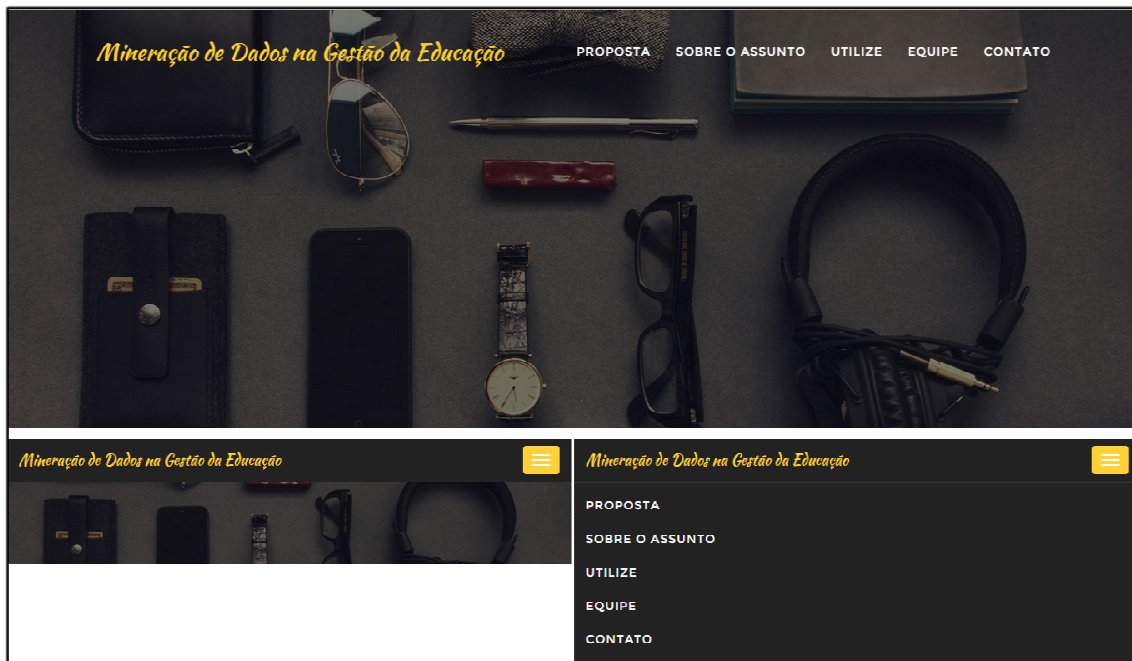 Mineração de Dados na Gestão da Educação
PROPOSTA SOBRE O ASSUNTO UTILIZE EQUIPE CONTATO
Mineração de Dados na Gestão da Educação
Mineração de Dados na Gestão da Educação
PROPOSTA
SOBRE O ASSUNTO
UTILIZE
EQUIPE
CONTATO